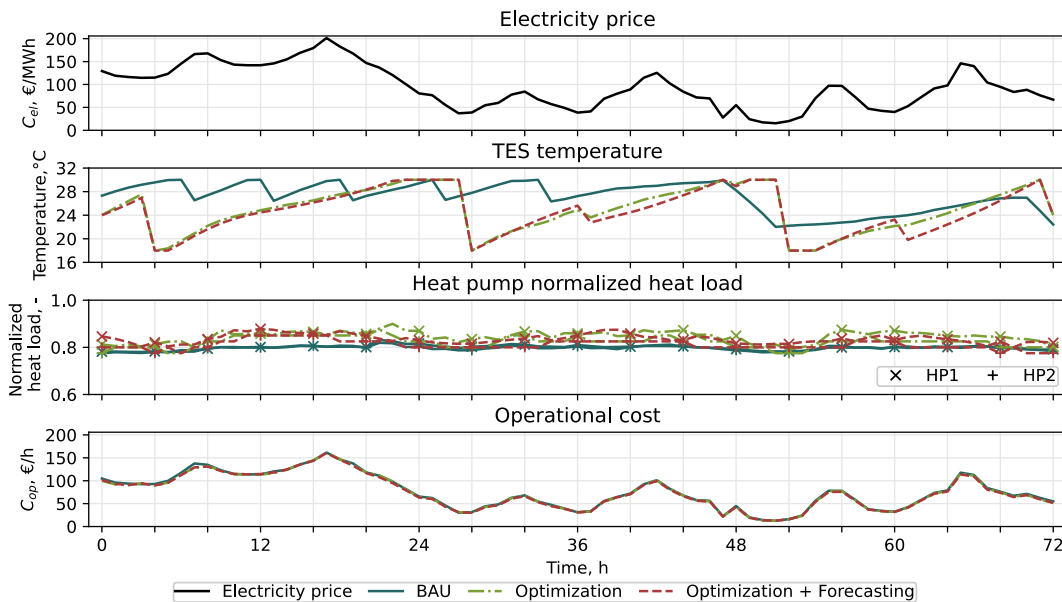 Electricity price
C_el, €/MWh
200
150
100
50
0
TES temperature
Temperature,°C
32
28
24
20
16
Heat pump normalized heat load
Normalized
heat load, -
1.0
0.8
0.6
× HP1 + HP2
Operational cost
C_op, €/h
200
150
100
50
0
0 12 24 36 48 60 72
Time, h
Electricity price BAU Optimization Optimization + Forecasting